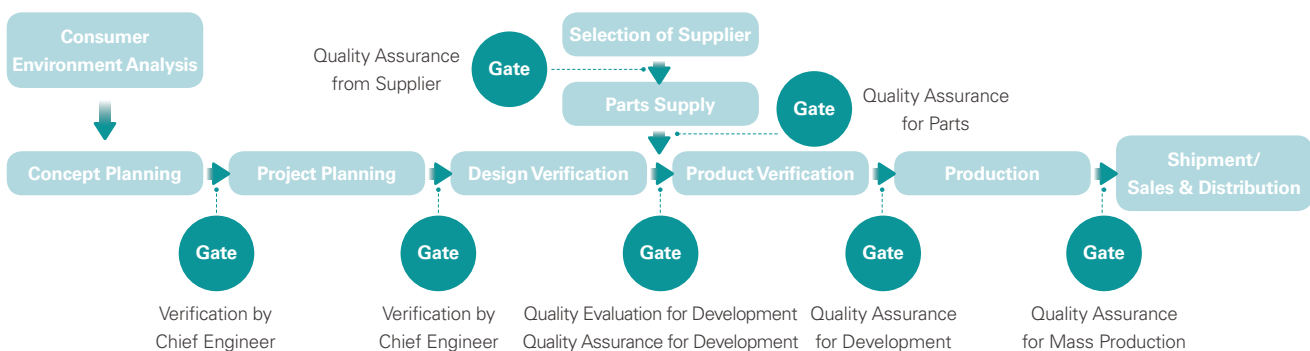 Consumer
Environment Analysis
Quality Assurance
from Supplier
Gate
Selection of Supplier
Parts Supply
Gate
Quality Assurance
for Parts
Concept Planning
Project Planning
Design Verification
Product Verification
Production
Shipment/
Sales & Distribution
Gate
Verification by
Chief Engineer
Gate
Verification by
Chief Engineer
Gate
Quality Evaluation for Development
Quality Assurance for Development
Gate
Quality Assurance
for Development
Gate
Quality Assurance
for Mass Production